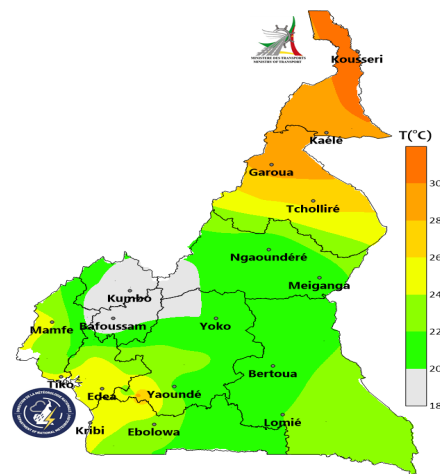 MINISTERE DES TRANSPORTS
MINISTRY OF TRANSPORT
Kousseri
T(°C)
Kaélé
30
Garoua
28
Tcholliré
26
Ngaoundéré
24
Meiganga
Kumbo
22
Mamfe
Bafoussam
Yoko
20
Tiko
Bertoua
Edea
Yaoundé
18
Lomié
Kribi
Ebolowa